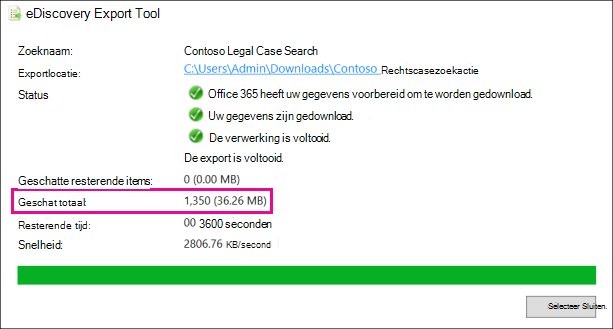 eDiscovery Export Tool
Zoeknaam: Contoso Legal Case Search
Exportlocatie: C:\Users\Admin\Downloads\Contoso Rechtscasezoekactie
Status Office 365 heeft uw gegevens voorbereid om te worden gedownload.
Uw gegevens zijn gedownload.
De verwerking is voltooid.
De export is voltooid.
Geschatte resterende items: 0 (0.00 MB)
Geschat totaal: 1,350 (36.26 MB)
Resterende tijd: 00 3600 seconden
Snelheid: 2806.76 KB/second
Selecteer Sluiten.